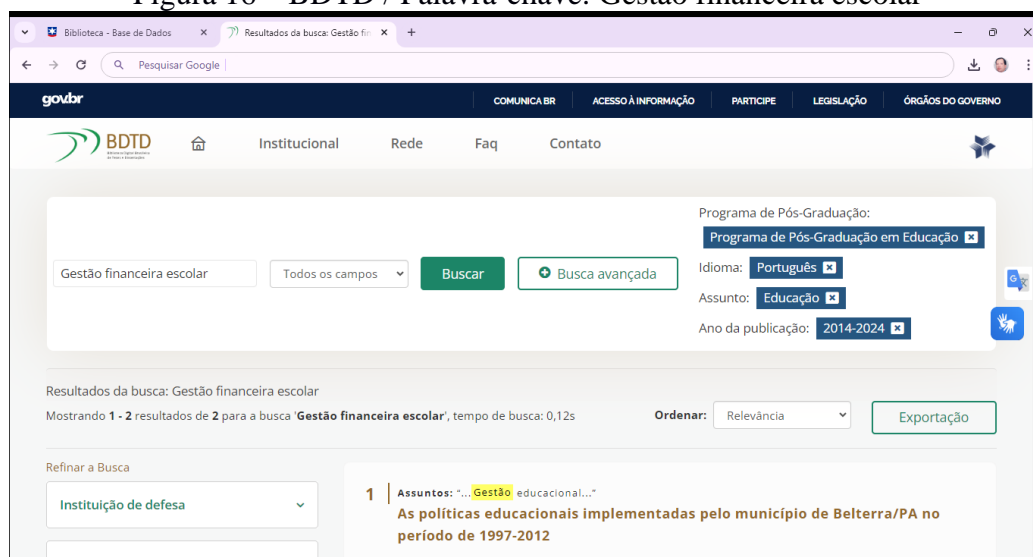 Figura 16 – BDTD / Palavra-chave: Gestão financeira escolar
Biblioteca - Base de Dados
Resultados da busca: Gestão fin
Pesquisar Google
gov.br
COMUNICA BR
ACESSO À INFORMAÇÃO
PARTICIPE
LEGISLAÇÃO
ÓRGÃOS DO GOVERNO
BDTD
Institucional
Rede
Faq
Contato
Programa de Pós-Graduação:
Programa de Pós-Graduação em Educação
Gestão financeira escolar
Todos os campos
Buscar
Busca avançada
Idioma: Português
Assunto: Educação
Ano da publicação: 2014-2024
Resultados da busca: Gestão financeira escolar
Mostrando 1 - 2 resultados de 2 para a busca 'Gestão financeira escolar', tempo de busca: 0,12s
Ordenar: Relevância
Exportação
Refinar a Busca
Instituição de defesa
1
Assuntos: "...Gestão educacional..."
As políticas educacionais implementadas pelo município de Belterra/PA no
período de 1997-2012